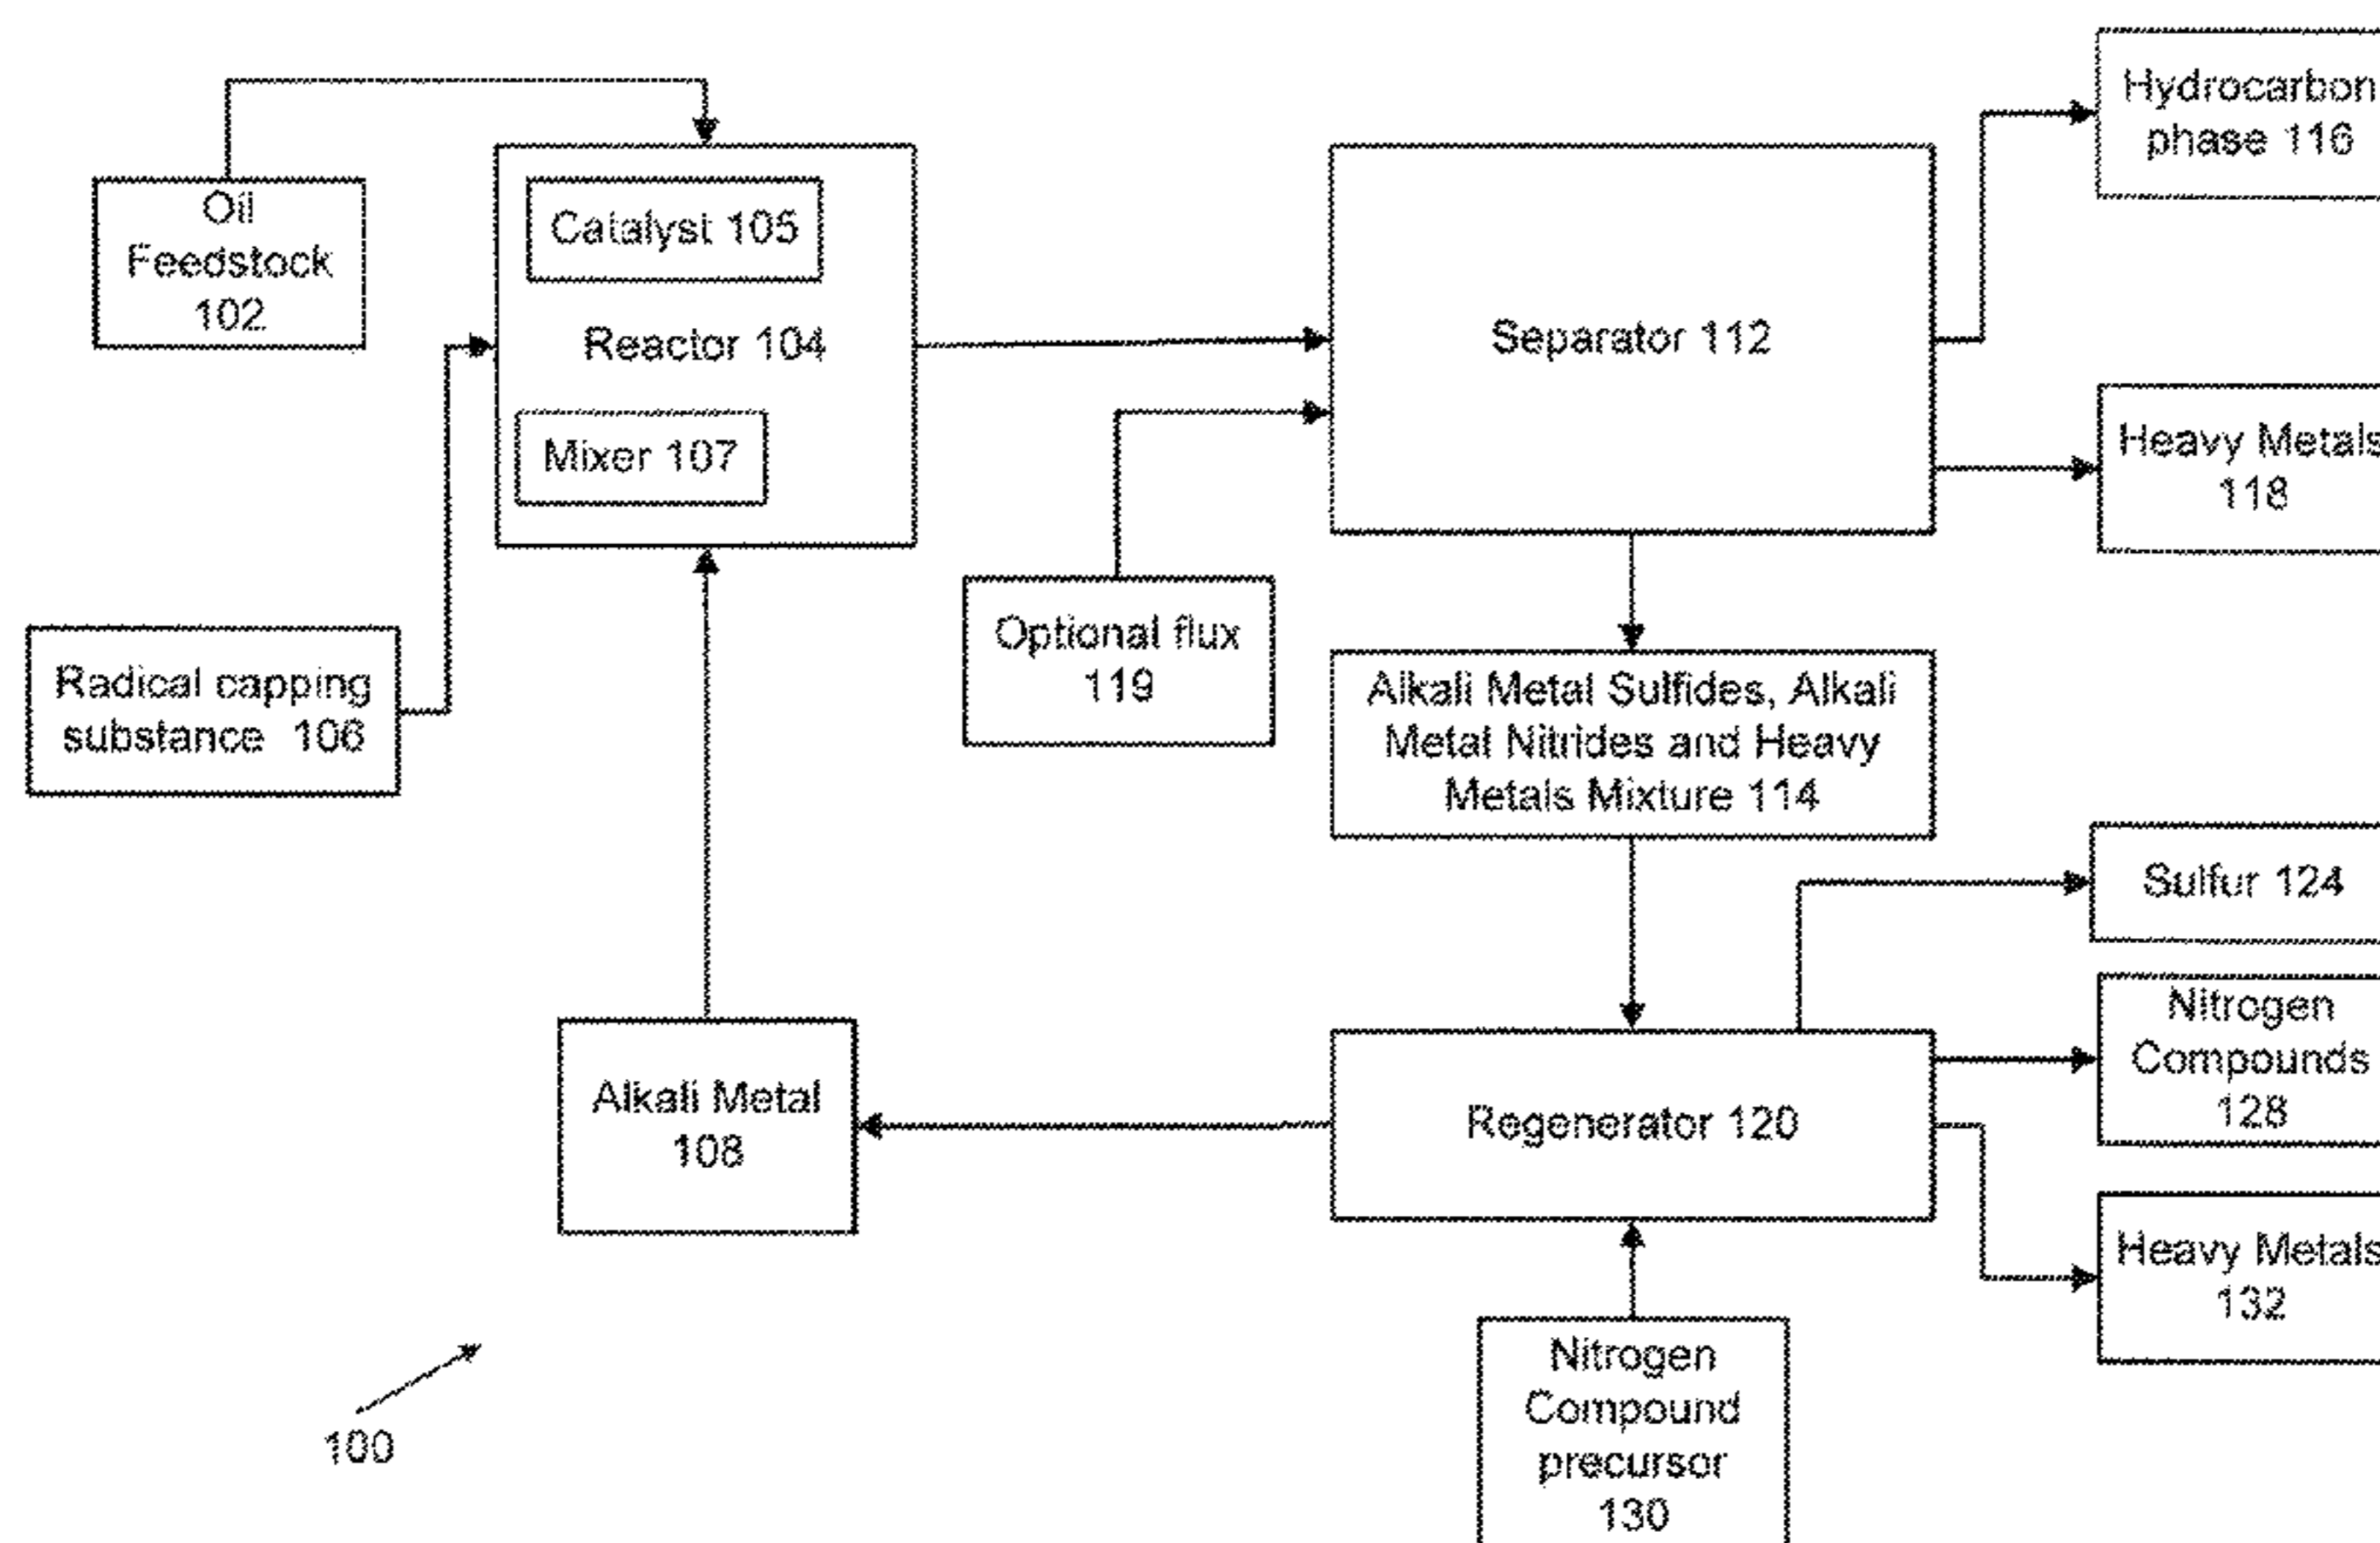 Oil
Feedstock
102
Catalyst 105
Reactor 104
Mixer 107
Radical capping
substance 106
Separator 112
Hydrocarbon
phase 116
Heavy Metals
118
Optional flux
119
Alkali Metal Sulfides, Alkali
Metal Nitrides and Heavy
Metals Mixture 114
Sulfur 124
Nitrogen
Compounds
128
Alkali Metal
108
Regenerator 120
Heavy Metals
132
Nitrogen
Compound
precursor
130
100